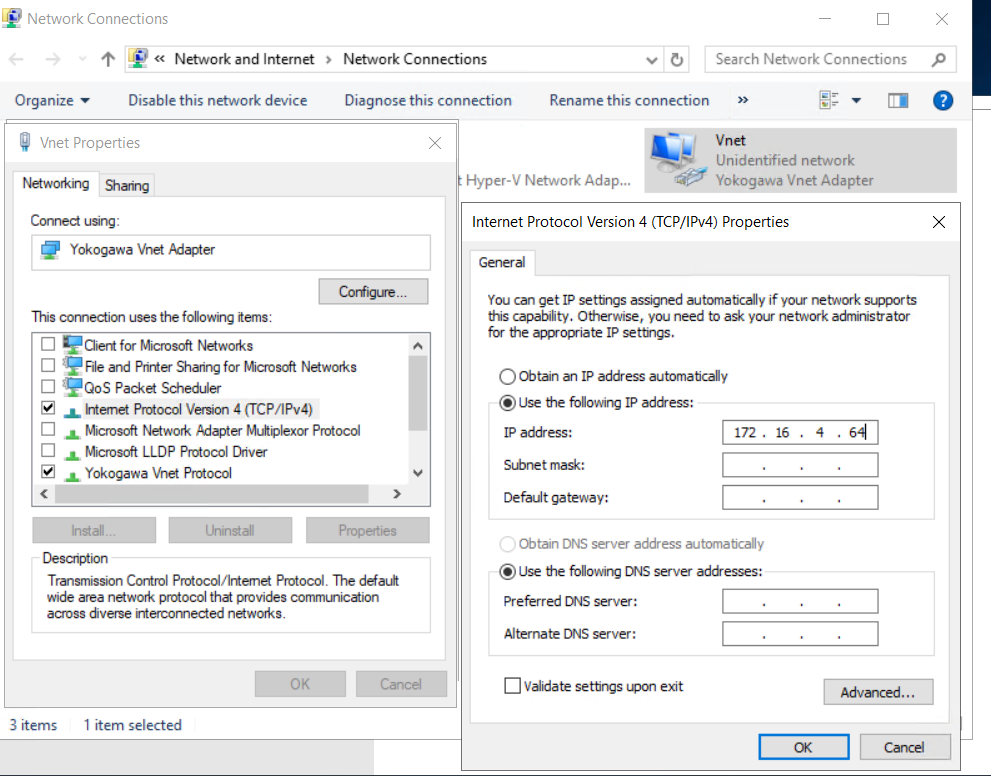 Network Connections
« Network and Internet › Network Connections
Search Network Connections
Organize Disable this network device Diagnose this connection Rename this connection »
Vnet Properties
Networking
Sharing
Connect using:
Yokogawa Vnet Adapter
Configure...
This connection uses the following items:
Client for Microsoft Networks
File and Printer Sharing for Microsoft Networks
QoS Packet Scheduler
Internet Protocol Version 4 (TCP/IPv4)
Microsoft Network Adapter Multiplexor Protocol
Microsoft LLDP Protocol Driver
Yokogawa Vnet Protocol
Install...
Uninstall
Properties
Description
Transmission Control Protocol/Internet Protocol. The default
wide area network protocol that provides communication
across diverse interconnected networks.
OK
Cancel
3 items
1 item selected
t Hyper-V Network Adap...
Vnet
Unidentified network
Yokogawa Vnet Adapter
Internet Protocol Version 4 (TCP/IPv4) Properties
General
You can get IP settings assigned automatically if your network supports
this capability. Otherwise, you need to ask your network administrator
for the appropriate IP settings.
Obtain an IP address automatically
Use the following IP address:
IP address: 172 . 16 . 4 . 64
Subnet mask: . . .
Default gateway: . . .
Obtain DNS server address automatically
Use the following DNS server addresses:
Preferred DNS server: . . .
Alternate DNS server: . . .
Validate settings upon exit
Advanced...
OK
Cancel